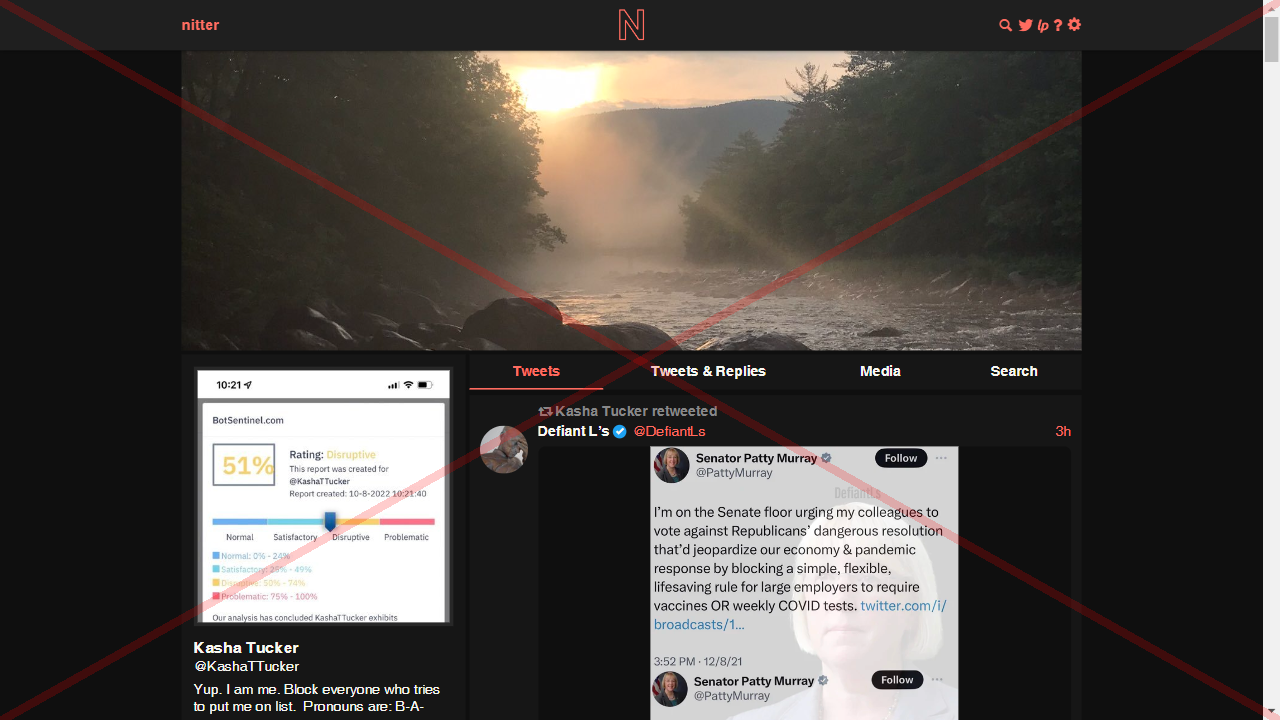 nitter
N
lp ?
Tweets
Tweets & Replies
Media
Search
10:21
BotSentinel.com
51%
Rating: Disruptive
This report was created for
@KashaTTucker
Report created: 10-8-2022 10:21:40
Normal
Satisfactory
Disruptive
Problematic
Normal: 0% - 24%
Satisfactory: 25% - 49%
Disruptive: 50% - 74%
Problematic: 75% - 100%
Our analysis has concluded KashaTTucker exhibits
Kasha Tucker
@KashaTTucker
Yup. I am me. Block everyone who tries
to put me on list. Pronouns are: B-A-
Kasha Tucker retweeted
Defiant L's
@DefiantLs
3h
Senator Patty Murray
@PattyMurray
Follow
DefiantLs
I'm on the Senate floor urging my colleagues to
vote against Republicans' dangerous resolution
that'd jeopardize our economy & pandemic
response by blocking a simple, flexible,
lifesaving rule for large employers to require
vaccines OR weekly COVID tests. twitter.com/i/
broadcasts/1...
3:52 PM · 12/8/21
Senator Patty Murray
@PattyMurray
Follow